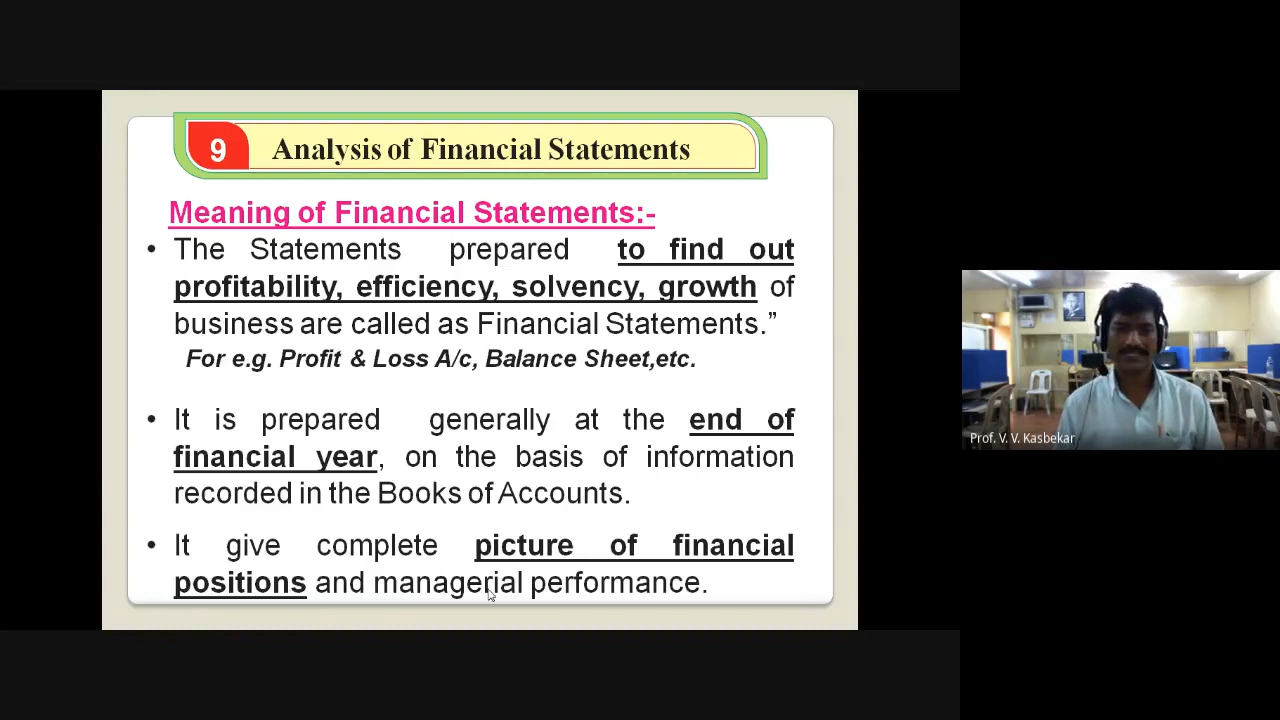 9 Analysis of Financial Statements
Meaning of Financial Statements:-
• The Statements prepared to find out
profitability, efficiency, solvency, growth of
business are called as Financial Statements.”
For e.g. Profit & Loss A/c, Balance Sheet,etc.
• It is prepared generally at the end of
financial year, on the basis of information
recorded in the Books of Accounts.
• It give complete picture of financial
positions and managerial performance.
Prof. V. V. Kasbekar